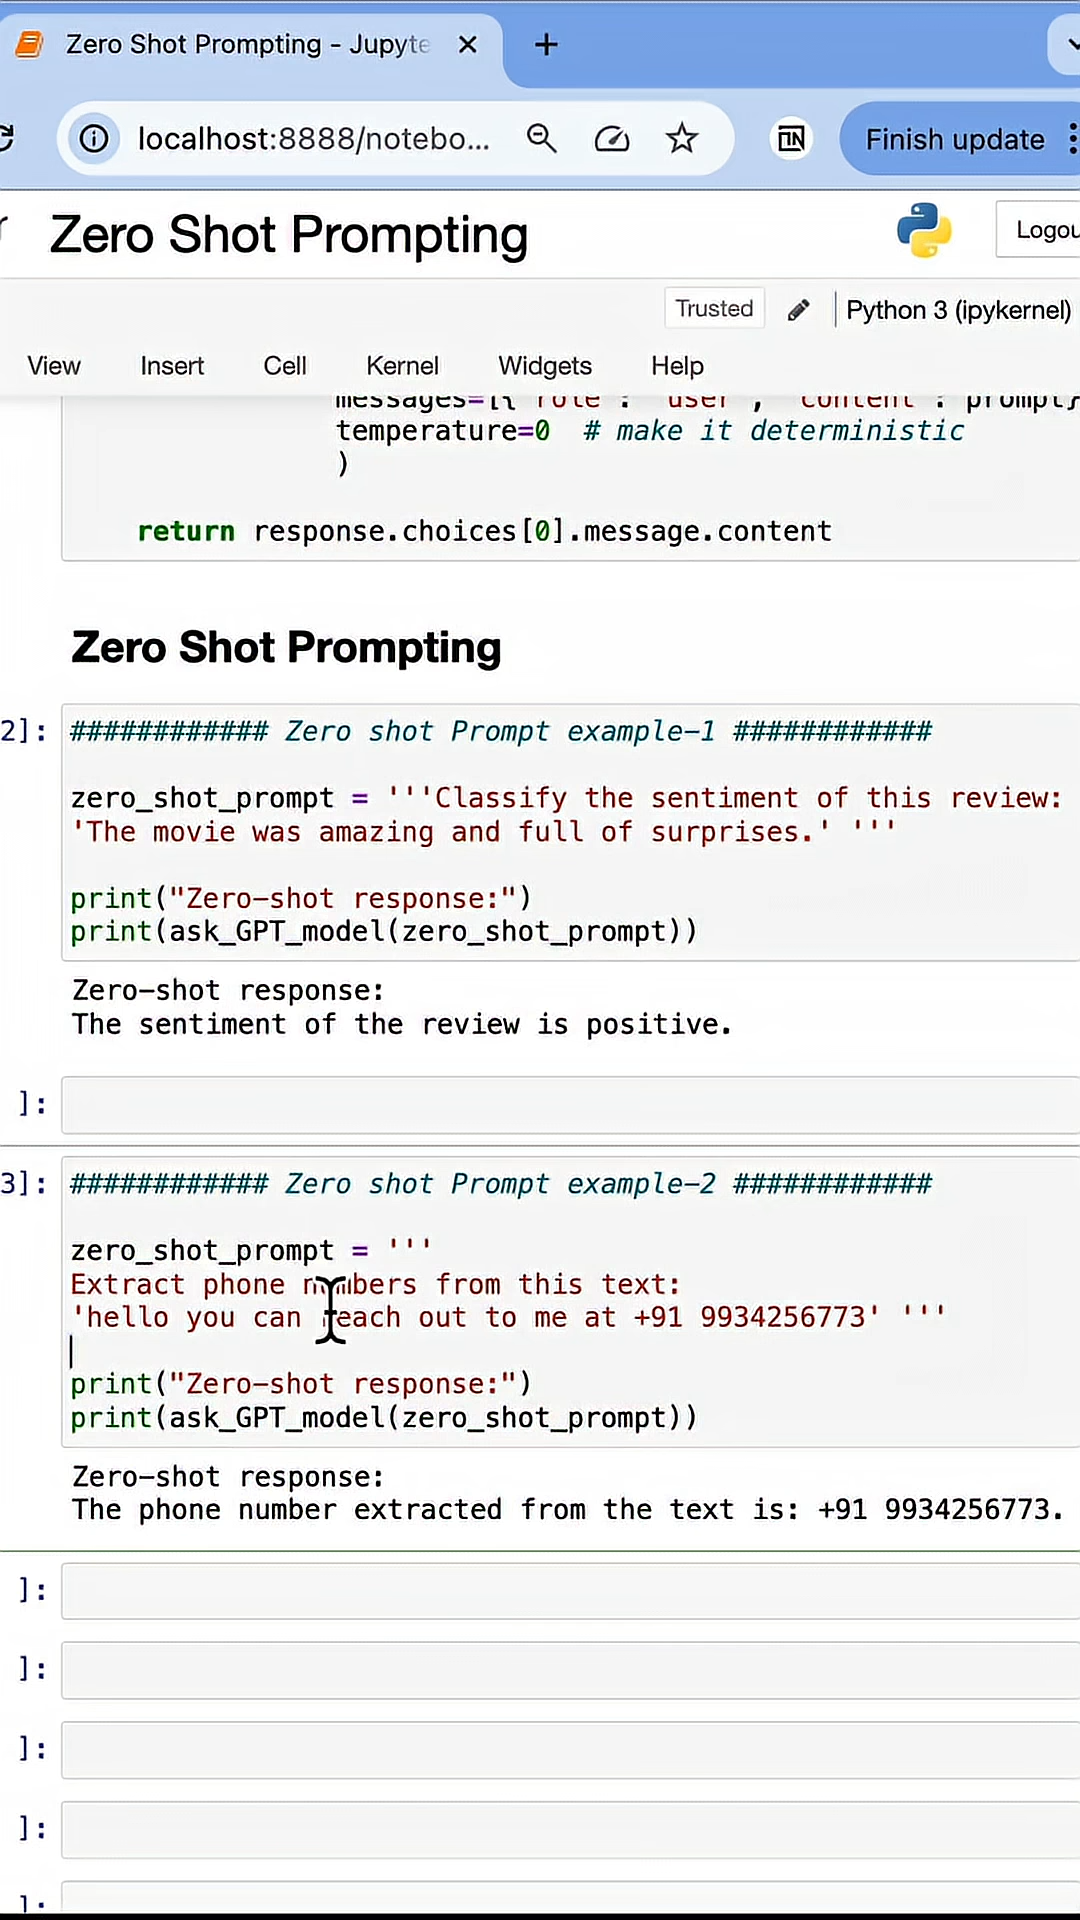 Zero Shot Prompting - Jupyte
localhost:8888/notebo...
Finish update
Zero Shot Prompting
Logou
Trusted
Python 3 (ipykernel)
View Insert Cell Kernel Widgets Help
messages=[{"role": "user", "content": prompt}
temperature=0 # make it deterministic
)
return response.choices[0].message.content
Zero Shot Prompting
2]:
############ Zero shot Prompt example-1 ############
zero_shot_prompt = '''Classify the sentiment of this review:
'The movie was amazing and full of surprises.' '''
print("Zero-shot response:")
print(ask_GPT_model(zero_shot_prompt))
Zero-shot response:
The sentiment of the review is positive.
]:
3]:
############ Zero shot Prompt example-2 ############
zero_shot_prompt = '''
Extract phone numbers from this text:
'hello you can reach out to me at +91 9934256773' '''
print("Zero-shot response:")
print(ask_GPT_model(zero_shot_prompt))
Zero-shot response:
The phone number extracted from the text is: +91 9934256773.
]:
]:
]:
]:
]: